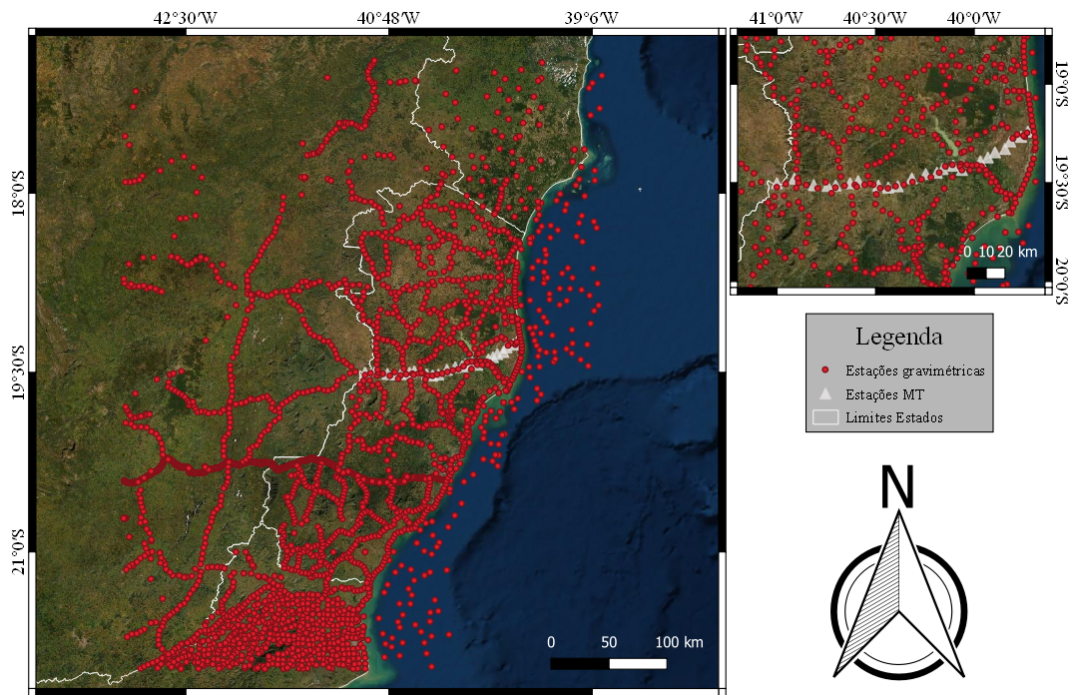 42°30'W
40°48'W
39°6'W
18°0'S
19°30'S
21°0'S
0 50 100 km
41°0'W
40°30'W
40°0'W
19°0'S
19°30'S
20°0'S
0 10 20 km
Legenda
Estações gravimétricas
Estações MT
Limites Estados
N